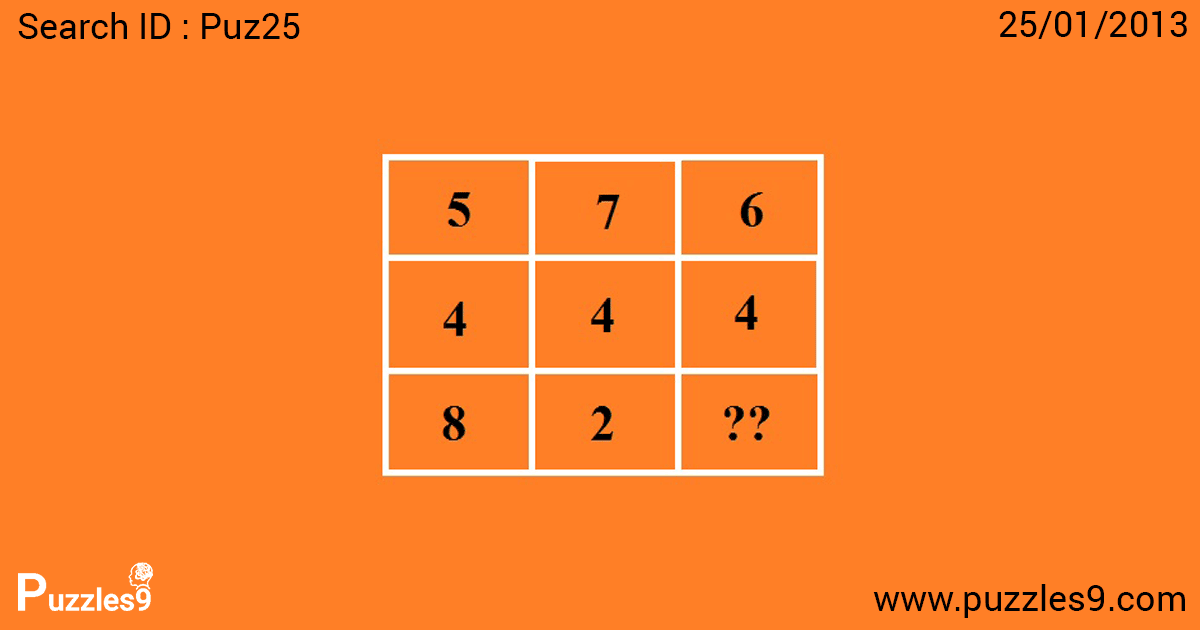 Search ID : Puz25
25/01/2013
5 7 6
4 4 4
8 2 ??
Puzzles9
www.puzzles9.com